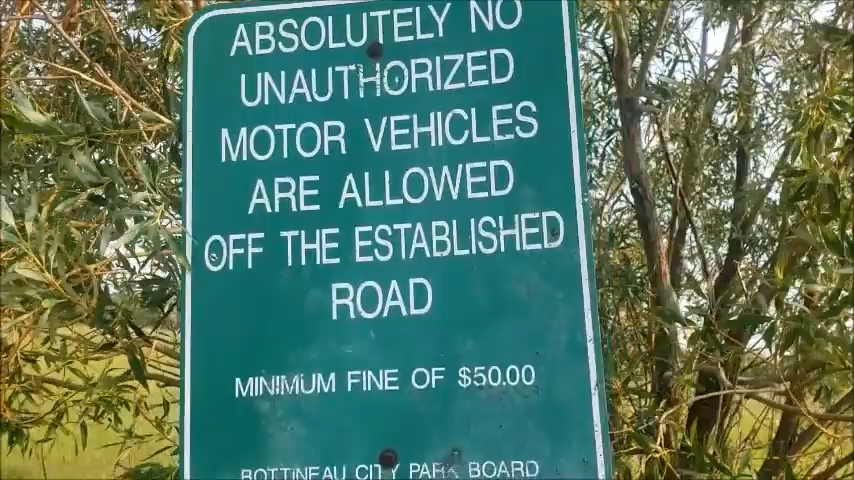 ABSOLUTELY NO
UNAUTHORIZED
MOTOR VEHICLES
ARE ALLOWED
OFF THE ESTABLISHED
ROAD
MINIMUM FINE OF $50.00
BOTTINEAU CITY PARK BOARD